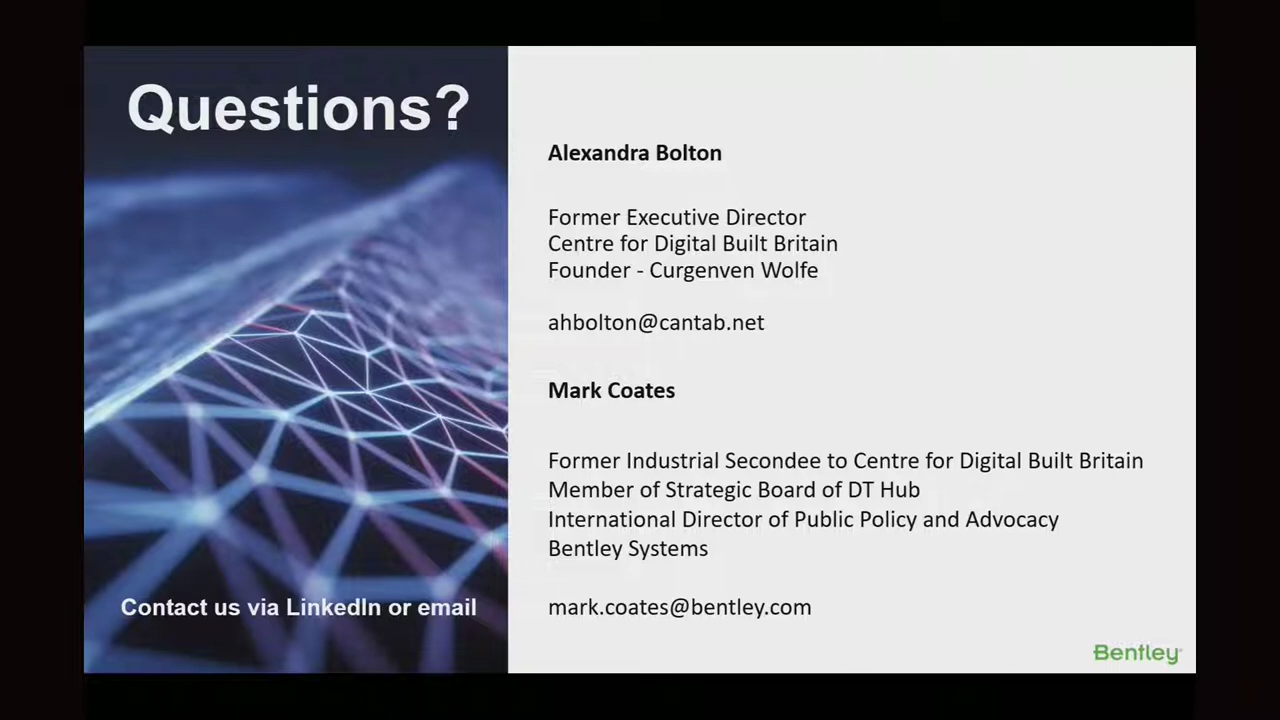 Questions?
Contact us via LinkedIn or email
Alexandra Bolton
Former Executive Director
Centre for Digital Built Britain
Founder - Curgenven Wolfe
ahbolton@cantab.net
Mark Coates
Former Industrial Secondee to Centre for Digital Built Britain
Member of Strategic Board of DT Hub
International Director of Public Policy and Advocacy
Bentley Systems
mark.coates@bentley.com
Bentley